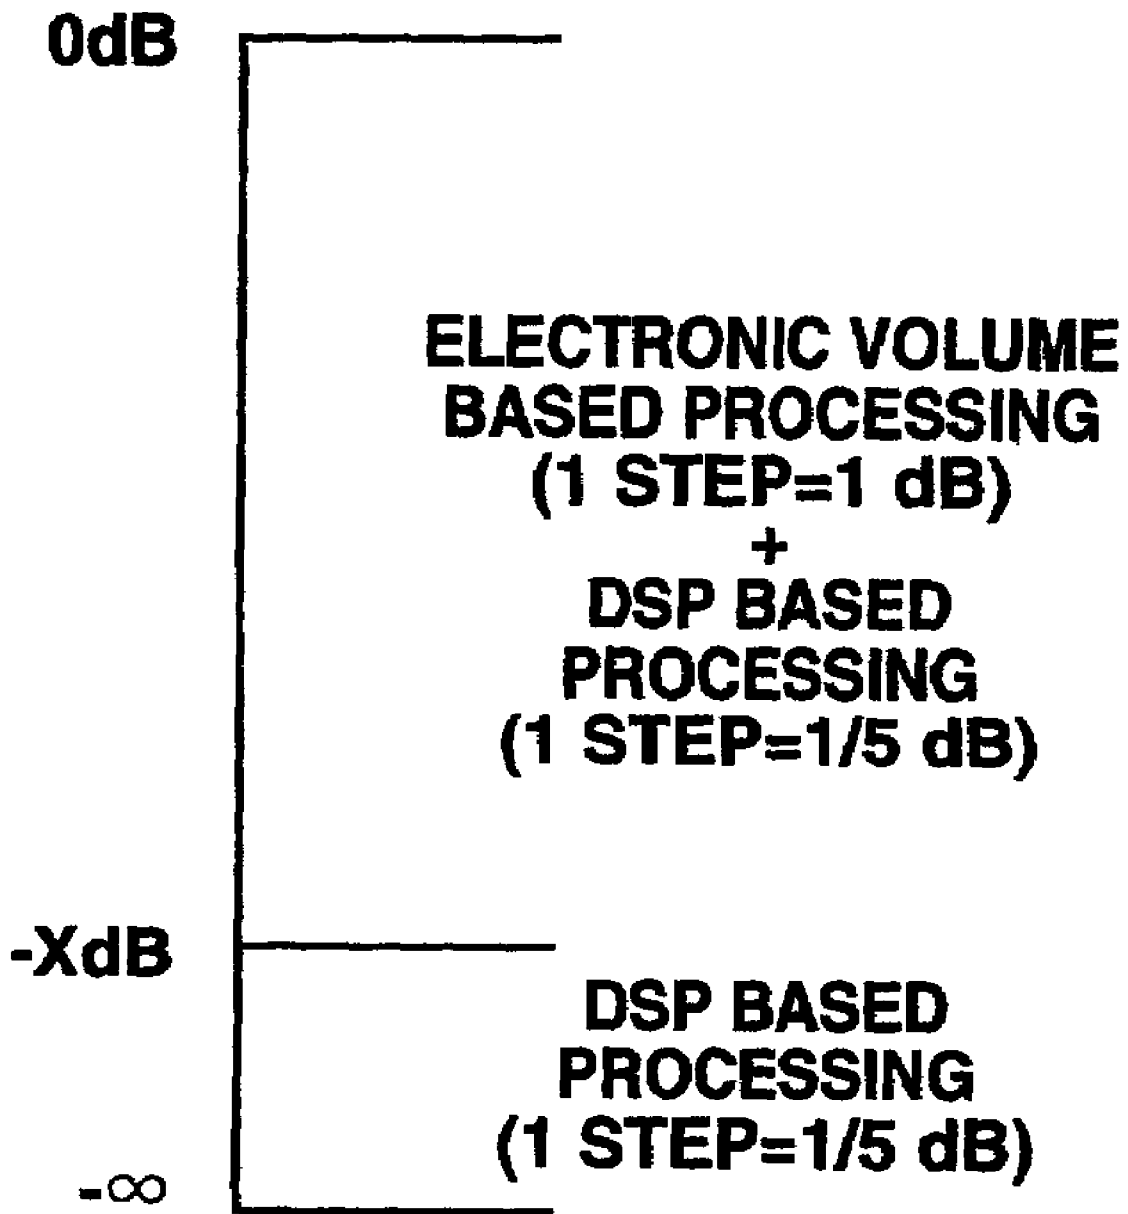 0dB
ELECTRONIC VOLUME
BASED PROCESSING
(1 STEP=1 dB)
+
DSP BASED
PROCESSING
(1 STEP=1/5 dB)
-XdB
DSP BASED
PROCESSING
(1 STEP=1/5 dB)
-∞